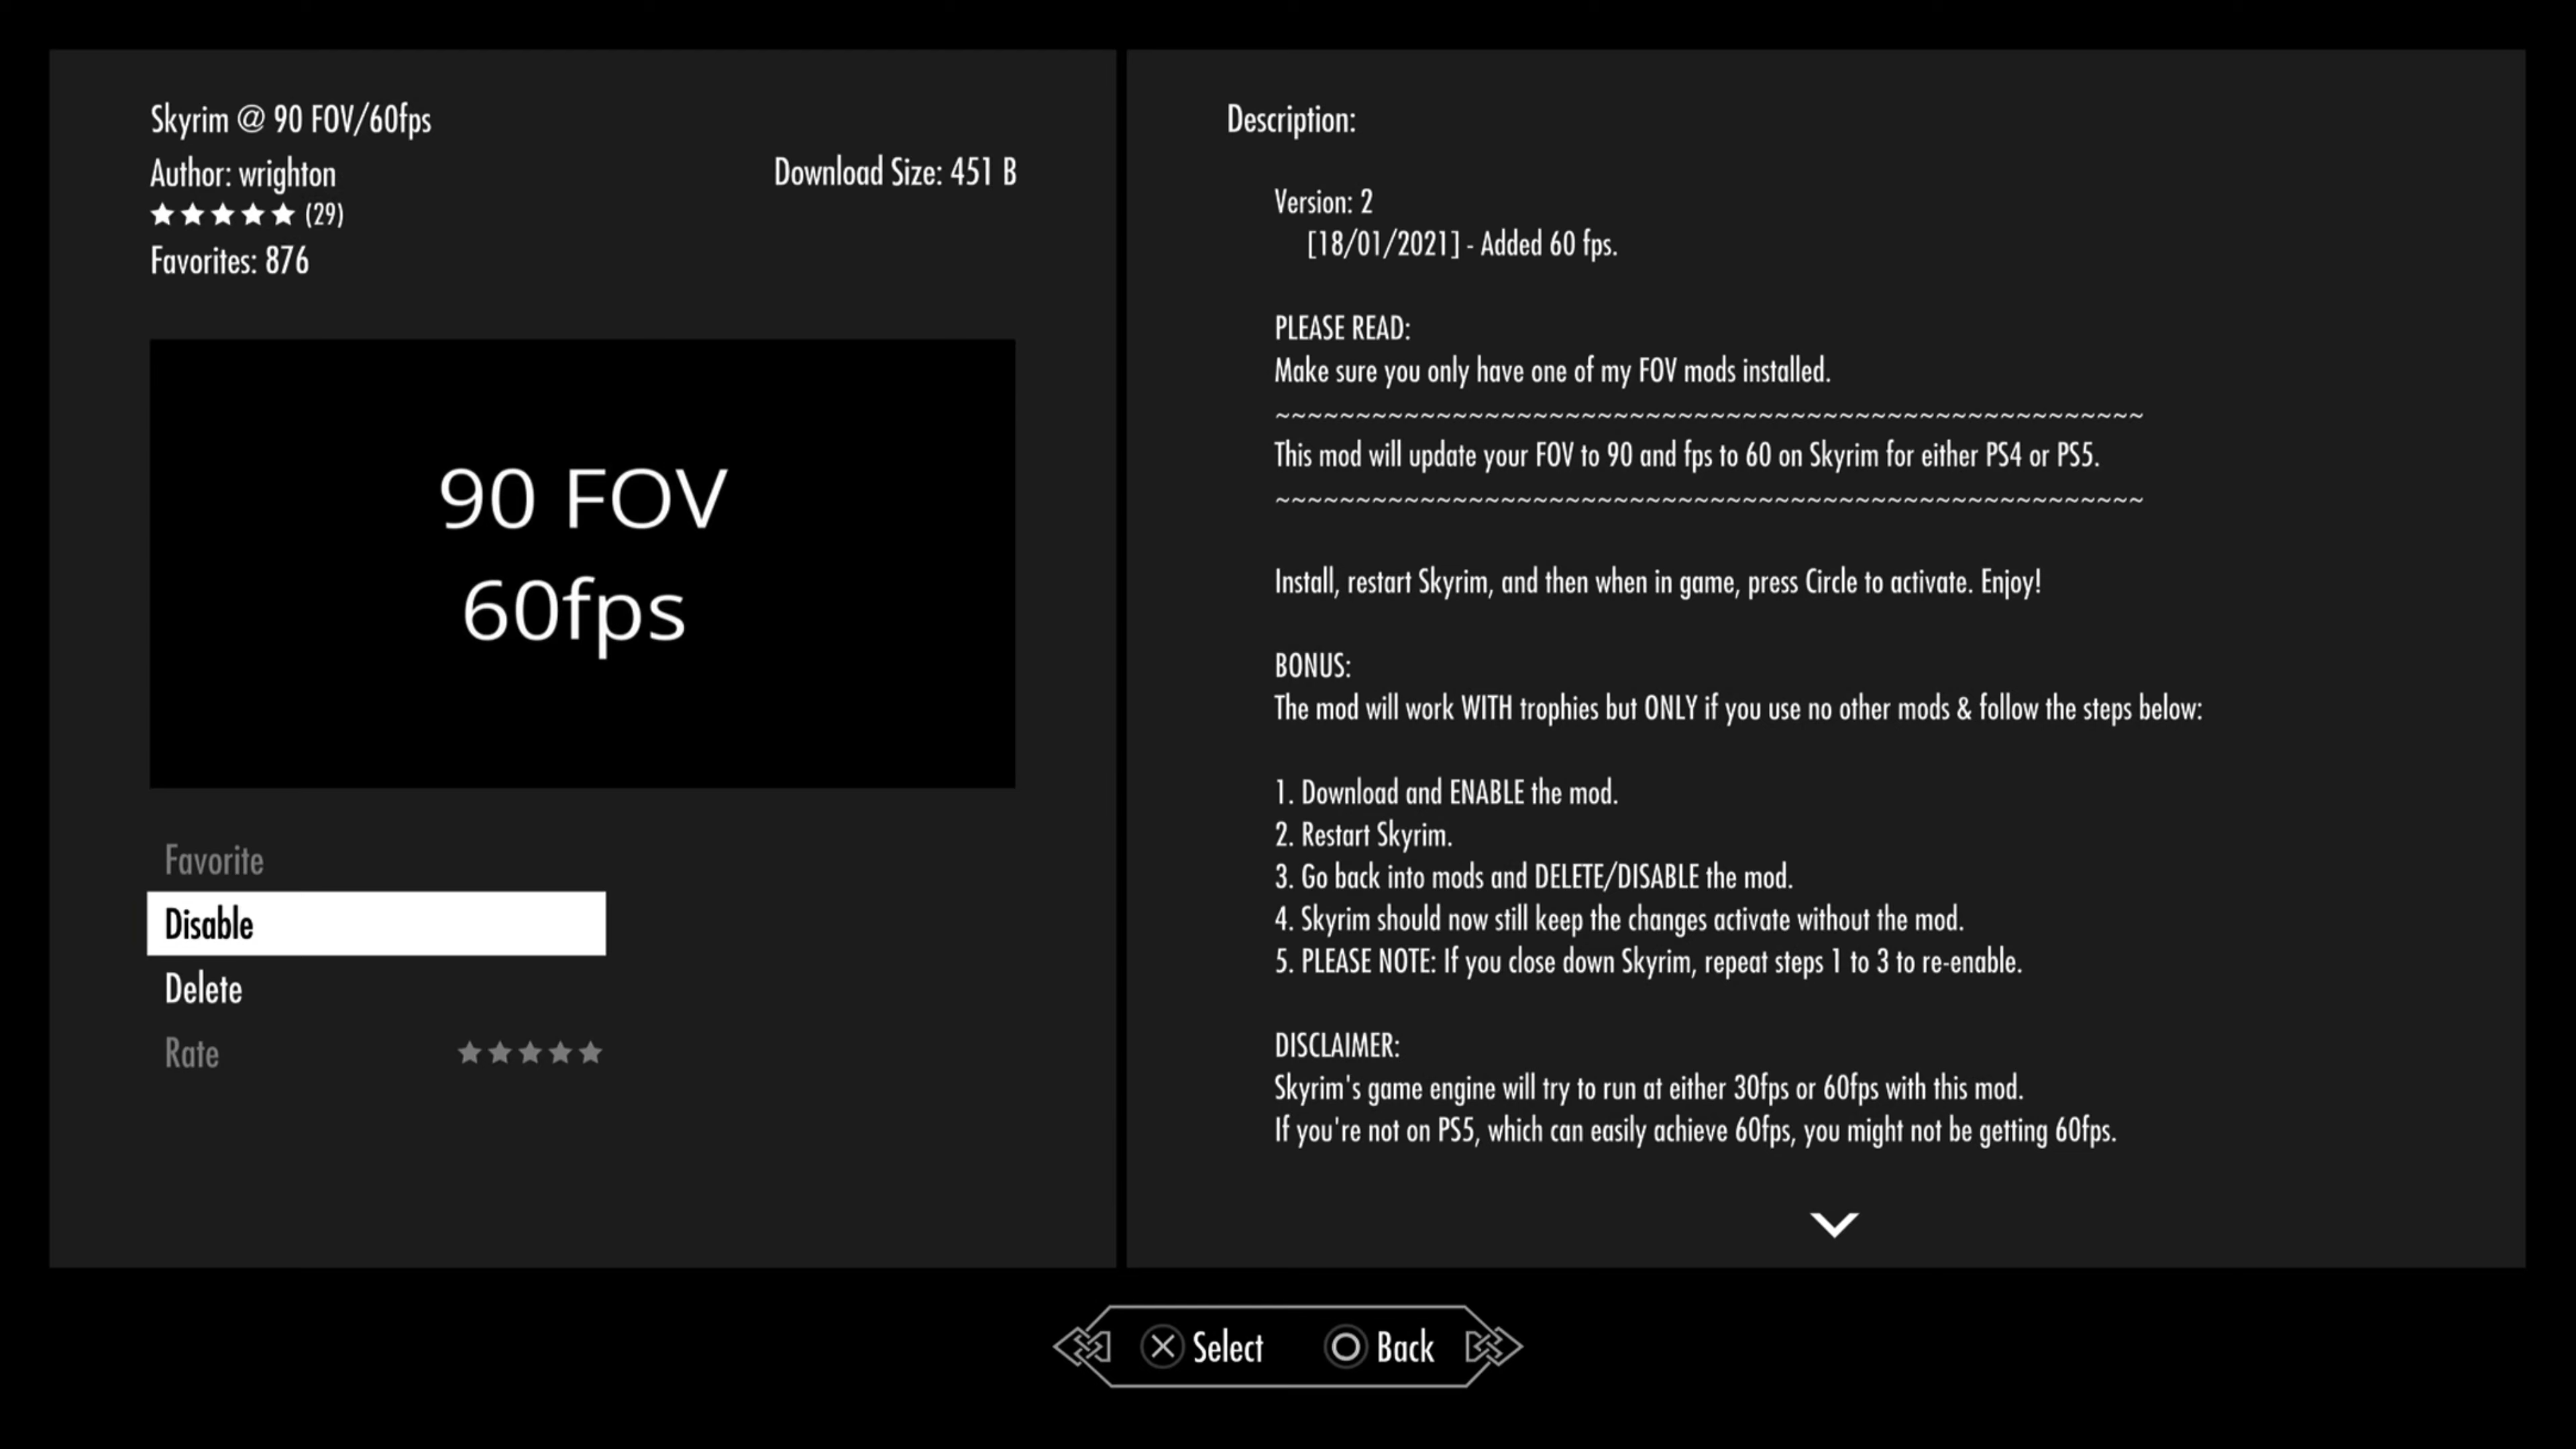 Skyrim @ 90 FOV/60fps
Author: wrighton
Download Size: 451 B
★★★★★ (29)
Favorites: 876
90 FOV
60fps
Favorite
Disable
Delete
Rate ★★★★★
Description:
Version: 2
[18/01/2021] - Added 60 fps.
PLEASE READ:
Make sure you only have one of my FOV mods installed.
~~~~~~~~~~~~~~~~~~~~~~~~~~~~~~~~~~~~~~~~~~~~~~~~~~~~~~
This mod will update your FOV to 90 and fps to 60 on Skyrim for either PS4 or PS5.
~~~~~~~~~~~~~~~~~~~~~~~~~~~~~~~~~~~~~~~~~~~~~~~~~~~~~~
Install, restart Skyrim, and then when in game, press Circle to activate. Enjoy!
BONUS:
The mod will work WITH trophies but ONLY if you use no other mods & follow the steps below:
1. Download and ENABLE the mod.
2. Restart Skyrim.
3. Go back into mods and DELETE/DISABLE the mod.
4. Skyrim should now still keep the changes activate without the mod.
5. PLEASE NOTE: If you close down Skyrim, repeat steps 1 to 3 to re-enable.
DISCLAIMER:
Skyrim's game engine will try to run at either 30fps or 60fps with this mod.
If you're not on PS5, which can easily achieve 60fps, you might not be getting 60fps.
Select Back